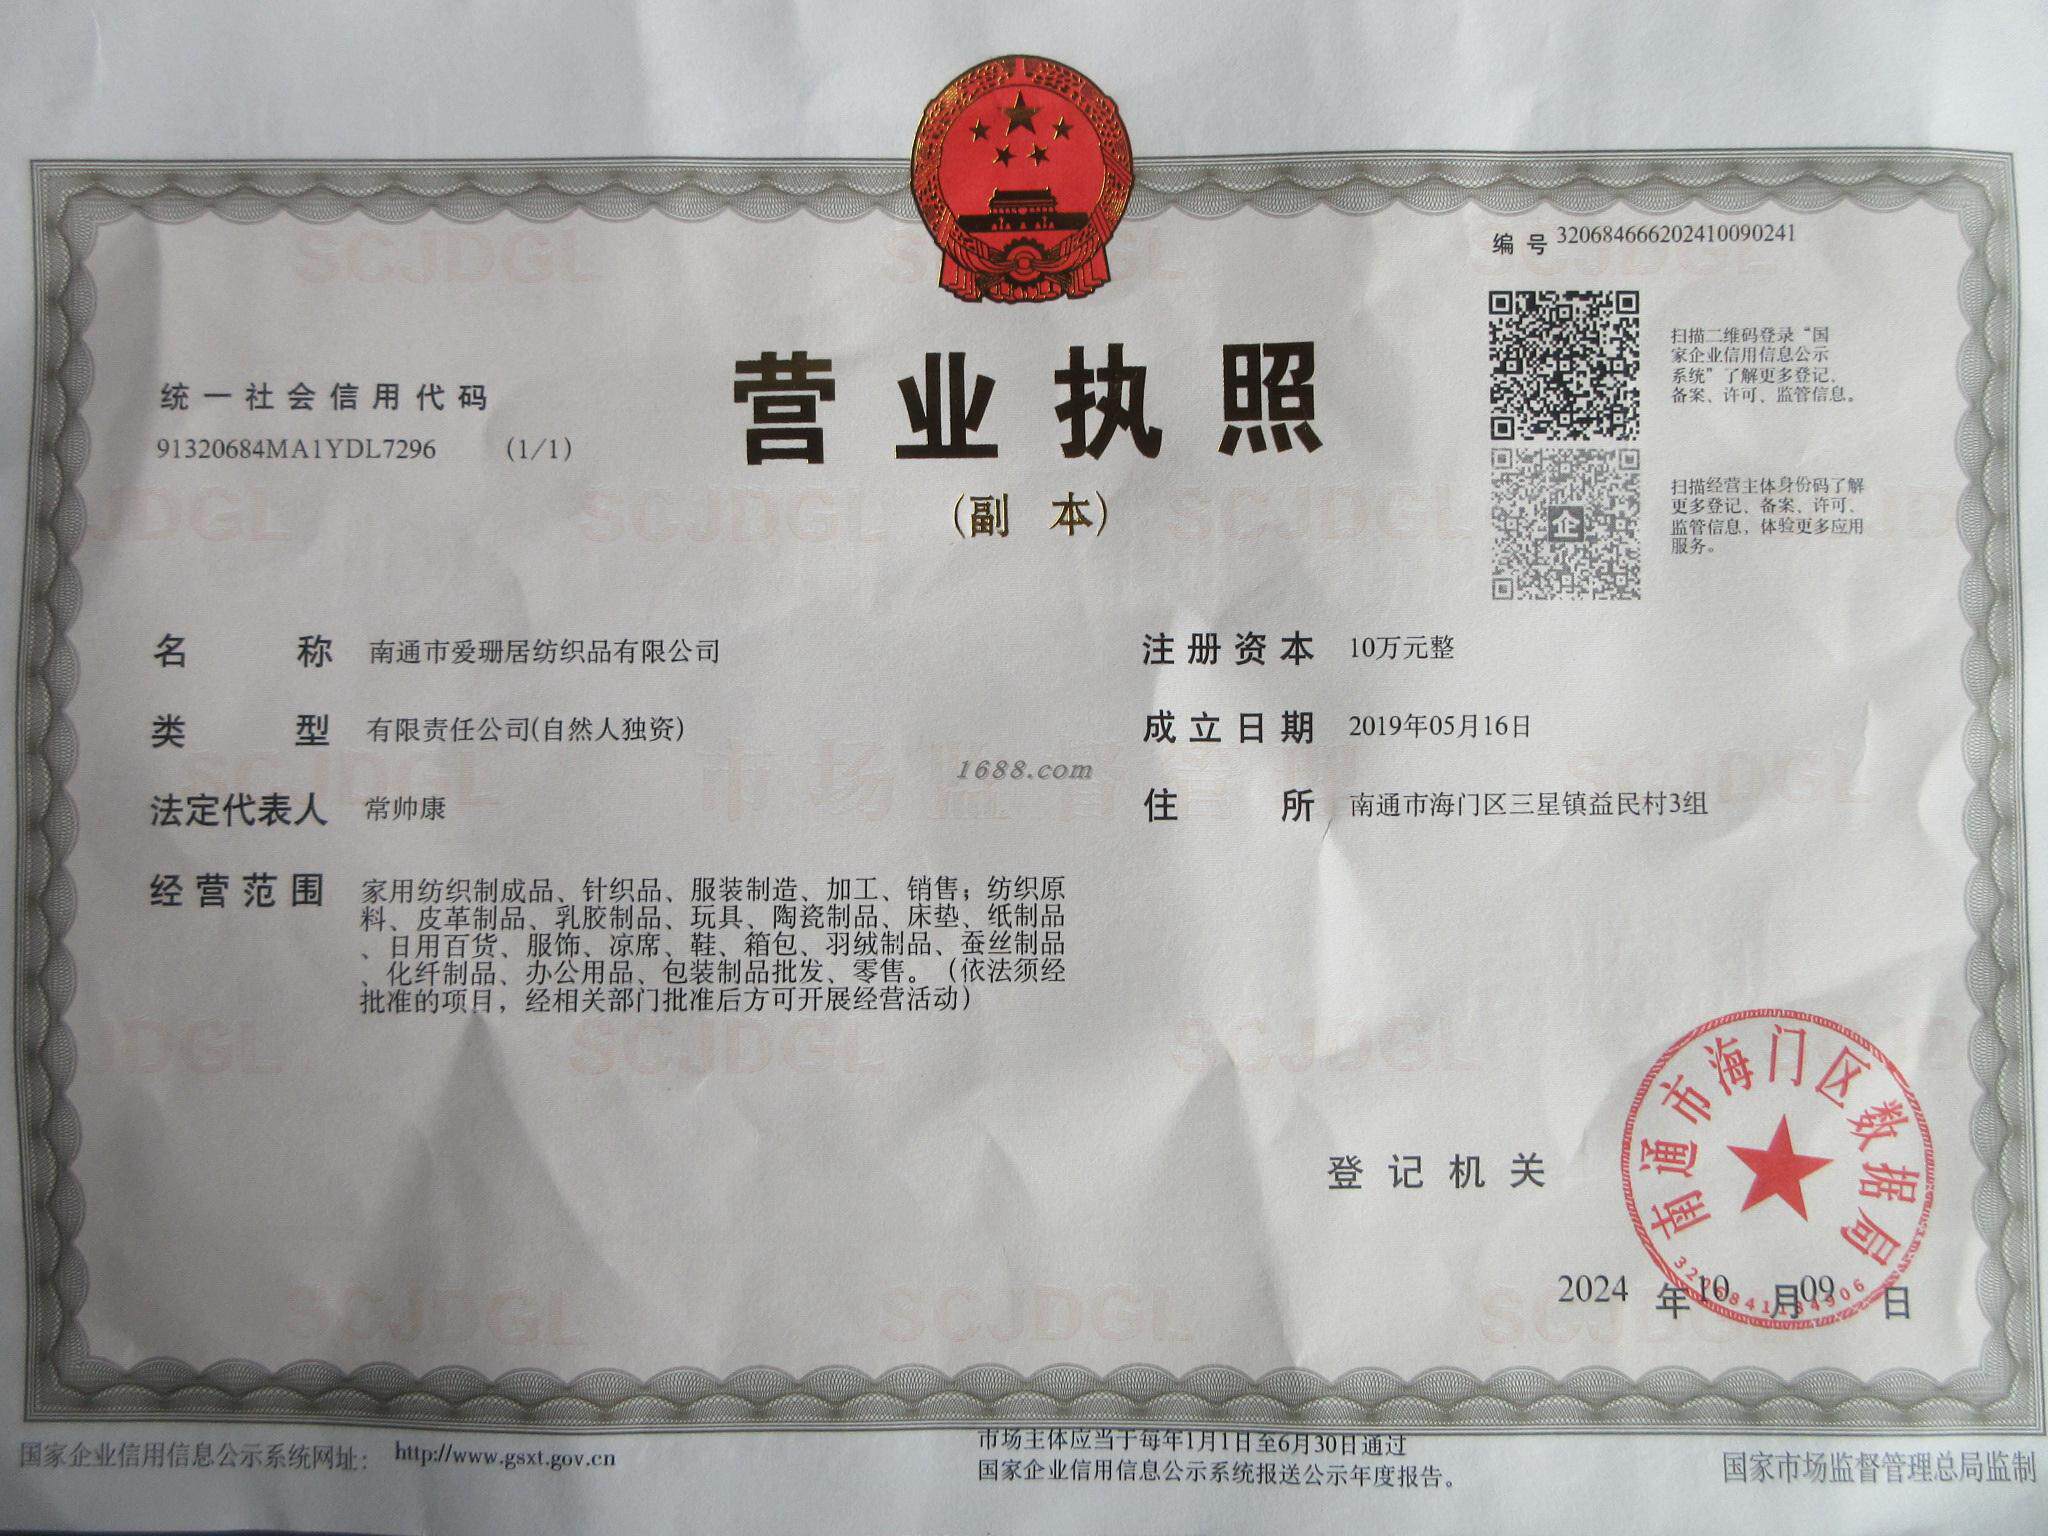 编号 320684666202410090241
扫描二维码登录“国
家企业信用信息公示
系统”了解更多登记、
备案、许可、监管信息。
统一社会信用代码
91320684MA1YDL7296 (1/1)
营业执照
(副 本)
扫描经营主体身份码了解
更多登记、备案、许可、
监管信息，体验更多应用
服务。
企
名称 南通市爱珊居纺织品有限公司
注册资本 10万元整
类型 有限责任公司(自然人独资)
成立日期 2019年05月16日
1688.com
法定代表人 常帅康
住所 南通市海门区三星镇益民村3组
经营范围 家用纺织制成品、针织品、服装制造、加工、销售；纺织原
料、皮革制品、乳胶制品、玩具、陶瓷制品、床垫、纸制品
、日用百货、服饰、凉席、鞋、箱包、羽绒制品、蚕丝制品
、化纤制品、办公用品、包装制品批发、零售。（依法须经
批准的项目，经相关部门批准后方可开展经营活动）
登记机关
南通市海门区数据局
2024 年 10 月 09 日
国家企业信用信息公示系统网址： http://www.gsxt.gov.cn
市场主体应当于每年1月1日至6月30日通过
国家企业信用信息公示系统报送公示年度报告。
国家市场监督管理总局监制
SCJDGL
市场监督管理